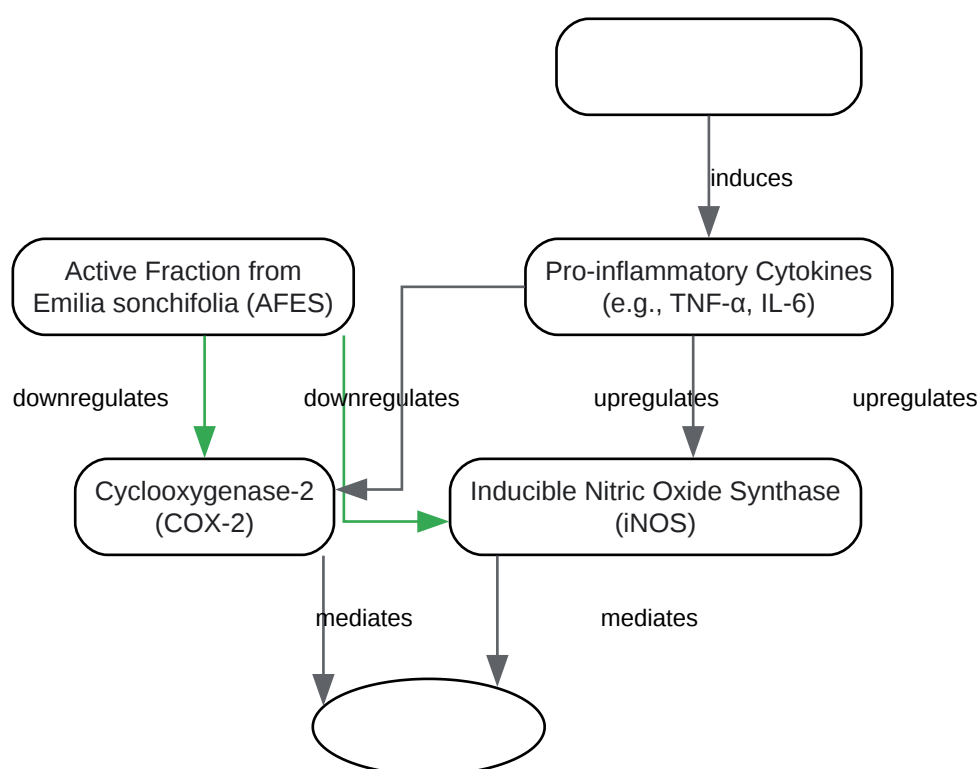 induces
Active Fraction from
Emilia sonchifolia (AFES)
Pro-inflammatory Cytokines
(e.g., TNF-α, IL-6)
downregulates
downregulates
upregulates
upregulates
Cyclooxygenase-2
(COX-2)
Inducible Nitric Oxide Synthase
(iNOS)
mediates
mediates